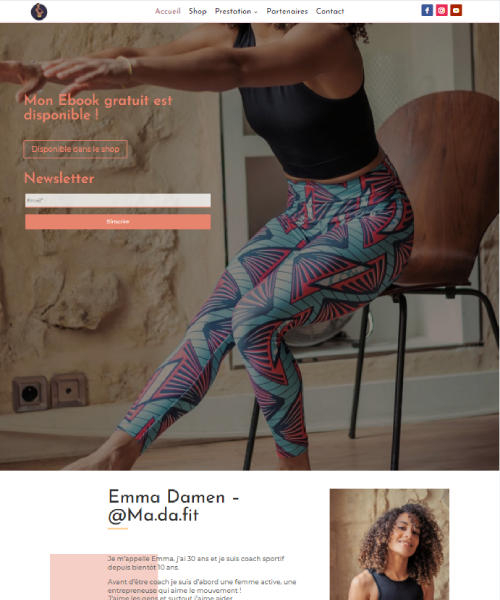 Accueil Shop Prestation Partenaires Contact
Mon Ebook gratuit est
disponible !
Disponible dans le shop
Newsletter
Email*
S'inscrire
Emma Damen –
@Ma.da.fit
Je m'appelle Emma, j'ai 30 ans et je suis coach sportif
depuis bientôt 10 ans.
Avant d'être coach je suis d'abord une femme active, une
entrepreneuse qui aime le mouvement !
J'aime les gens et surtout j'aime aider